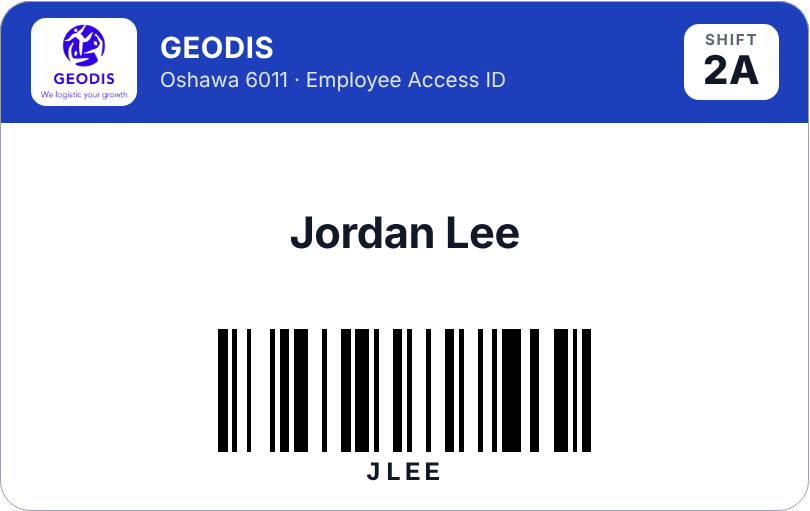 GEODIS
We logistic your growth
GEODIS
Oshawa 6011 · Employee Access ID
SHIFT
2A
Jordan Lee
JLEE